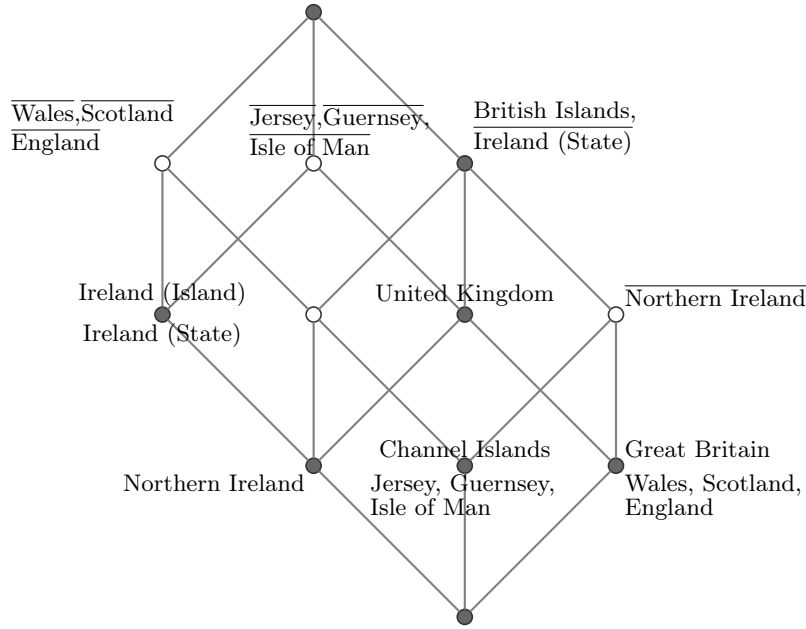 Wales,Scotland
England
Jersey,Guernsey,
Isle of Man
British Islands,
Ireland (State)
Ireland (Island)
Ireland (State)
United Kingdom
Northern Ireland
Northern Ireland
Channel Islands
Jersey, Guernsey,
Isle of Man
Great Britain
Wales, Scotland,
England